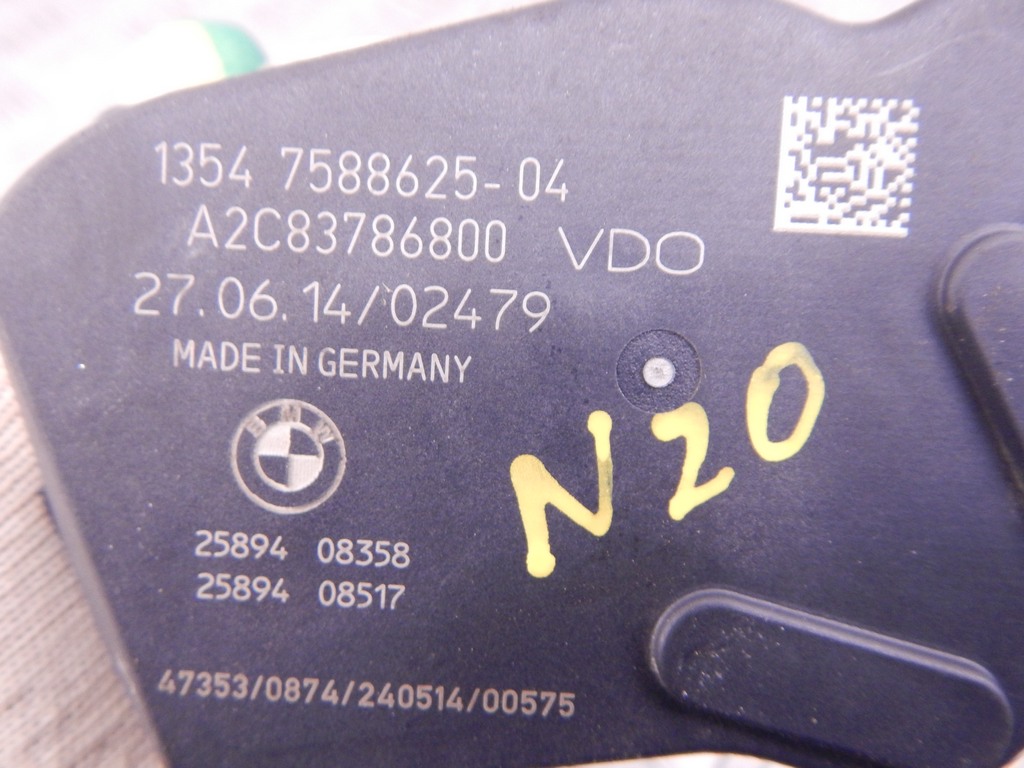 1354 7588625-04
A2C83786800 VDO
27.06.14/02479
MADE IN GERMANY
BMW
N20
25894 08358
25894 08517
47353/0874/240514/00575